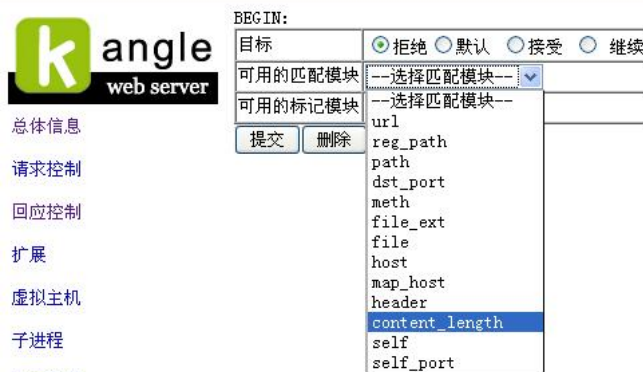 kangle
web server
总体信息
请求控制
回应控制
扩展
虚拟主机
子进程
BEGIN:
目标 拒绝 默认 接受 继续
可用的匹配模块 --选择匹配模块--
可用的标记模块
提交 删除
--选择匹配模块--
url
reg_path
path
dst_port
meth
file_ext
file
host
map_host
header
content_length
self
self_port